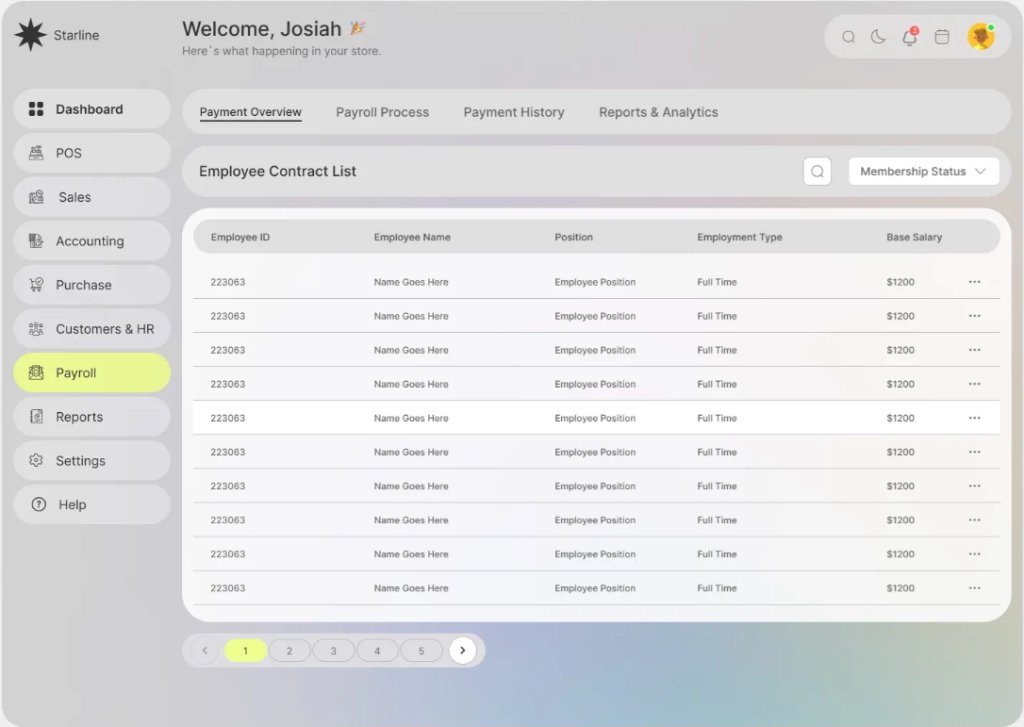 Starline
Welcome, Josiah
Here`s what happening in your store.
2
Dashboard
POS
Sales
Accounting
Purchase
Customers & HR
Payroll
Reports
Settings
Help
Payment Overview Payroll Process Payment History Reports & Analytics
Employee Contract List
Membership Status
Employee ID Employee Name Position Employment Type Base Salary
223063 Name Goes Here Employee Position Full Time $1200
223063 Name Goes Here Employee Position Full Time $1200
223063 Name Goes Here Employee Position Full Time $1200
223063 Name Goes Here Employee Position Full Time $1200
223063 Name Goes Here Employee Position Full Time $1200
223063 Name Goes Here Employee Position Full Time $1200
223063 Name Goes Here Employee Position Full Time $1200
223063 Name Goes Here Employee Position Full Time $1200
223063 Name Goes Here Employee Position Full Time $1200
223063 Name Goes Here Employee Position Full Time $1200
1 2 3 4 5